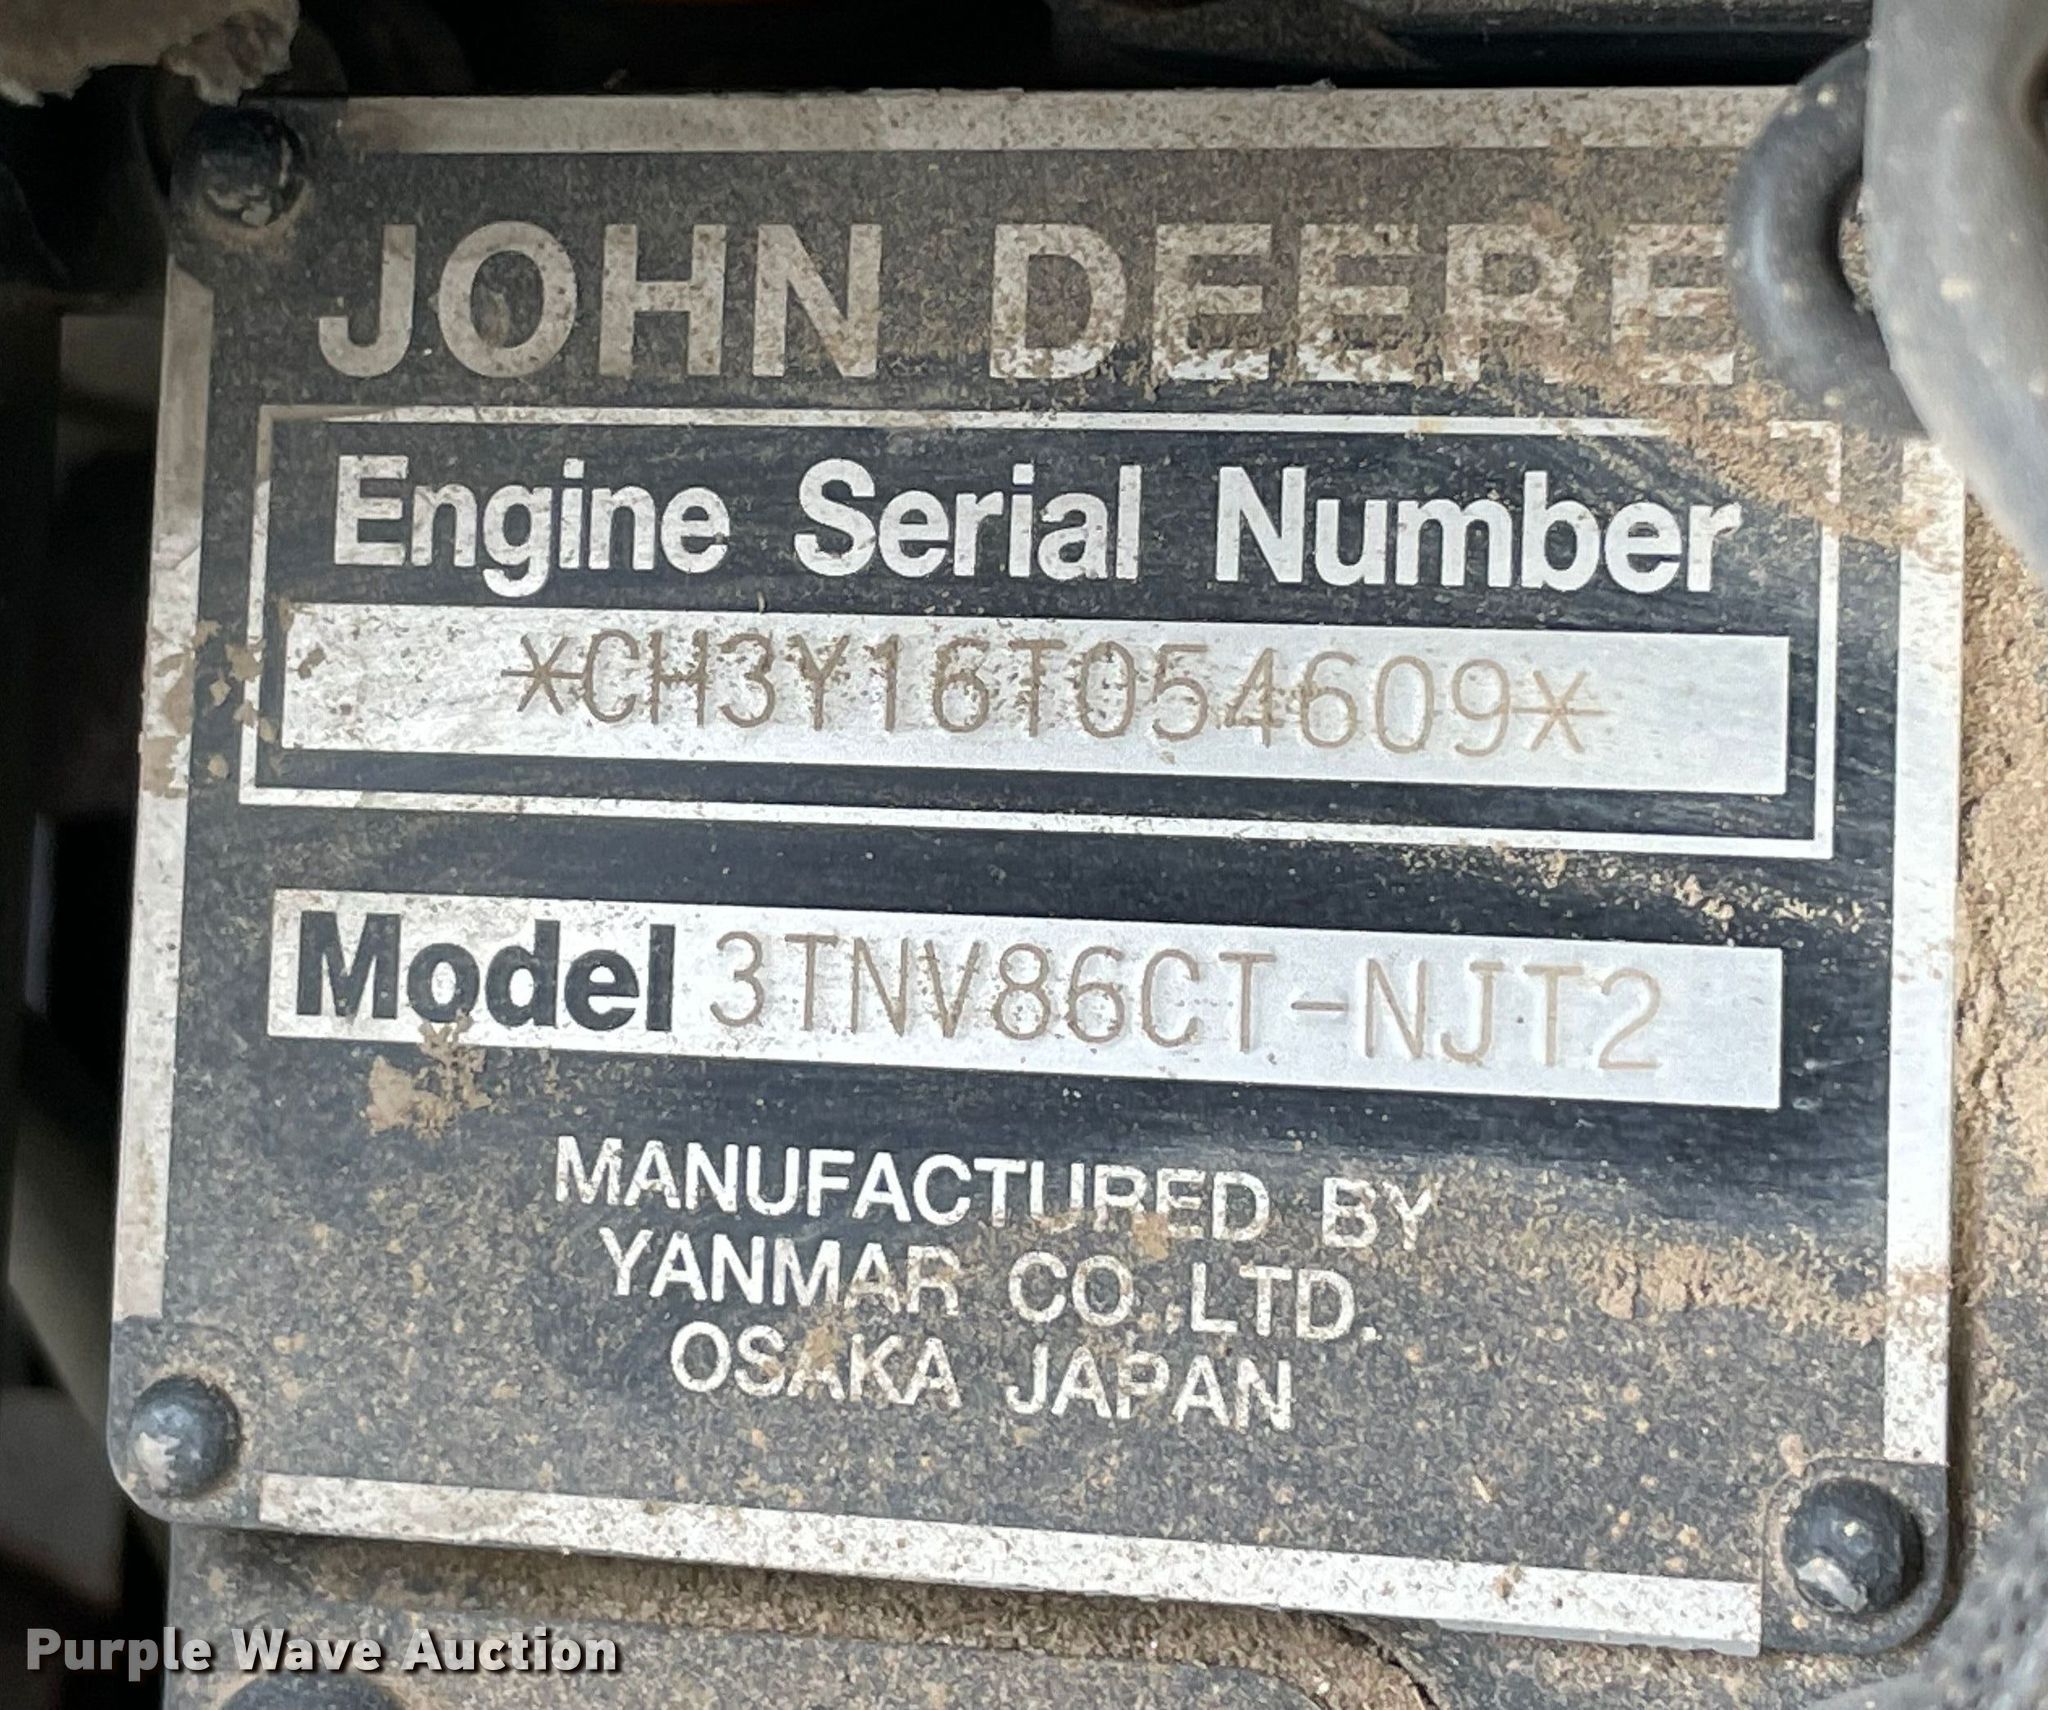 JOHN DEERE
Engine Serial Number
*CH3Y16T054609*
Model 3TNV86CT-NJT2
MANUFACTURED BY
YANMAR CO.,LTD.
OSAKA JAPAN
Purple Wave Auction